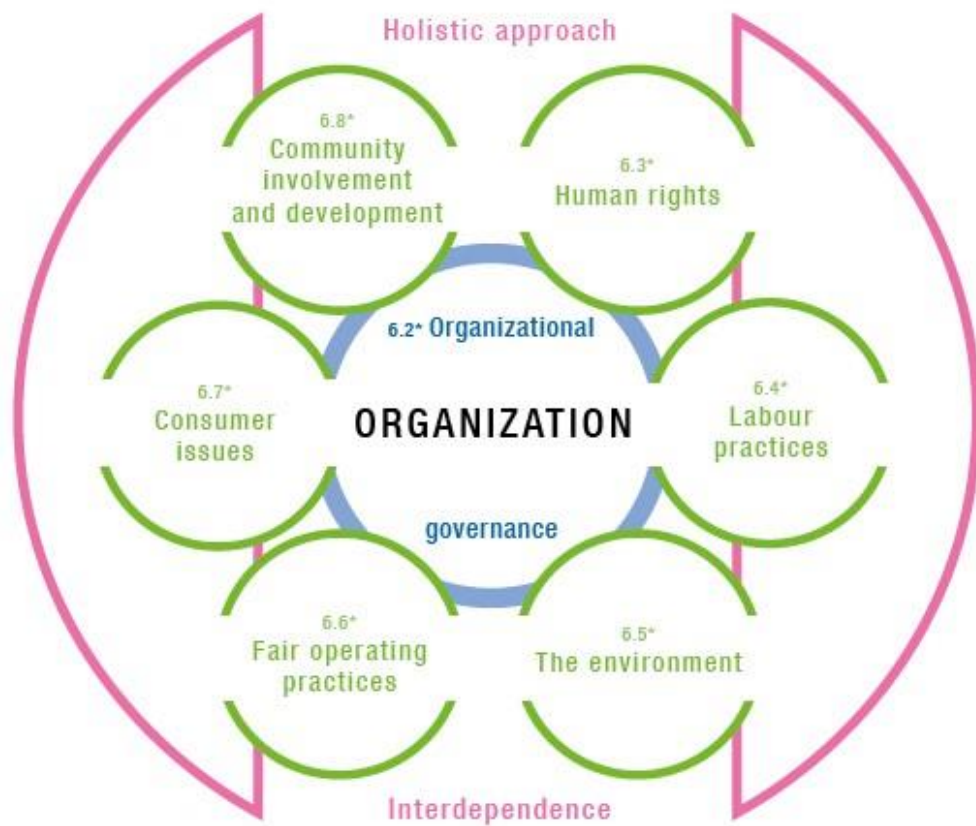 Holistic approach
6.8*
Community
involvement
and development
6.3*
Human rights
6.2* Organizational
6.7*
Consumer
issues
ORGANIZATION
6.4*
Labour
practices
governance
6.6*
Fair operating
practices
6.5*
The environment
Interdependence